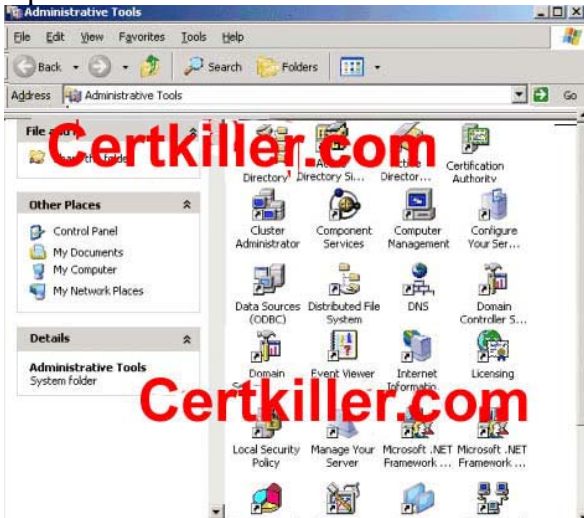 Administrative Tools
File Edit View Favorites Tools Help
Back Search Folders
Address Administrative Tools Go
File and
Certkiller.com
Directory Directory Si... Director... Certification Authority
Other Places
Control Panel
My Documents
My Computer
My Network Places
Cluster Administrator
Component Services
Computer Management
Configure Your Ser...
Data Sources (ODBC)
Distributed File System
DNS
Domain Controller S...
Details
Administrative Tools
System folder
Domain
Event Viewer
Internet Informatio
Licensing
Certkiller.com
Local Security Policy
Manage Your Server
Microsoft .NET Framework ...
Microsoft .NET Framework ...